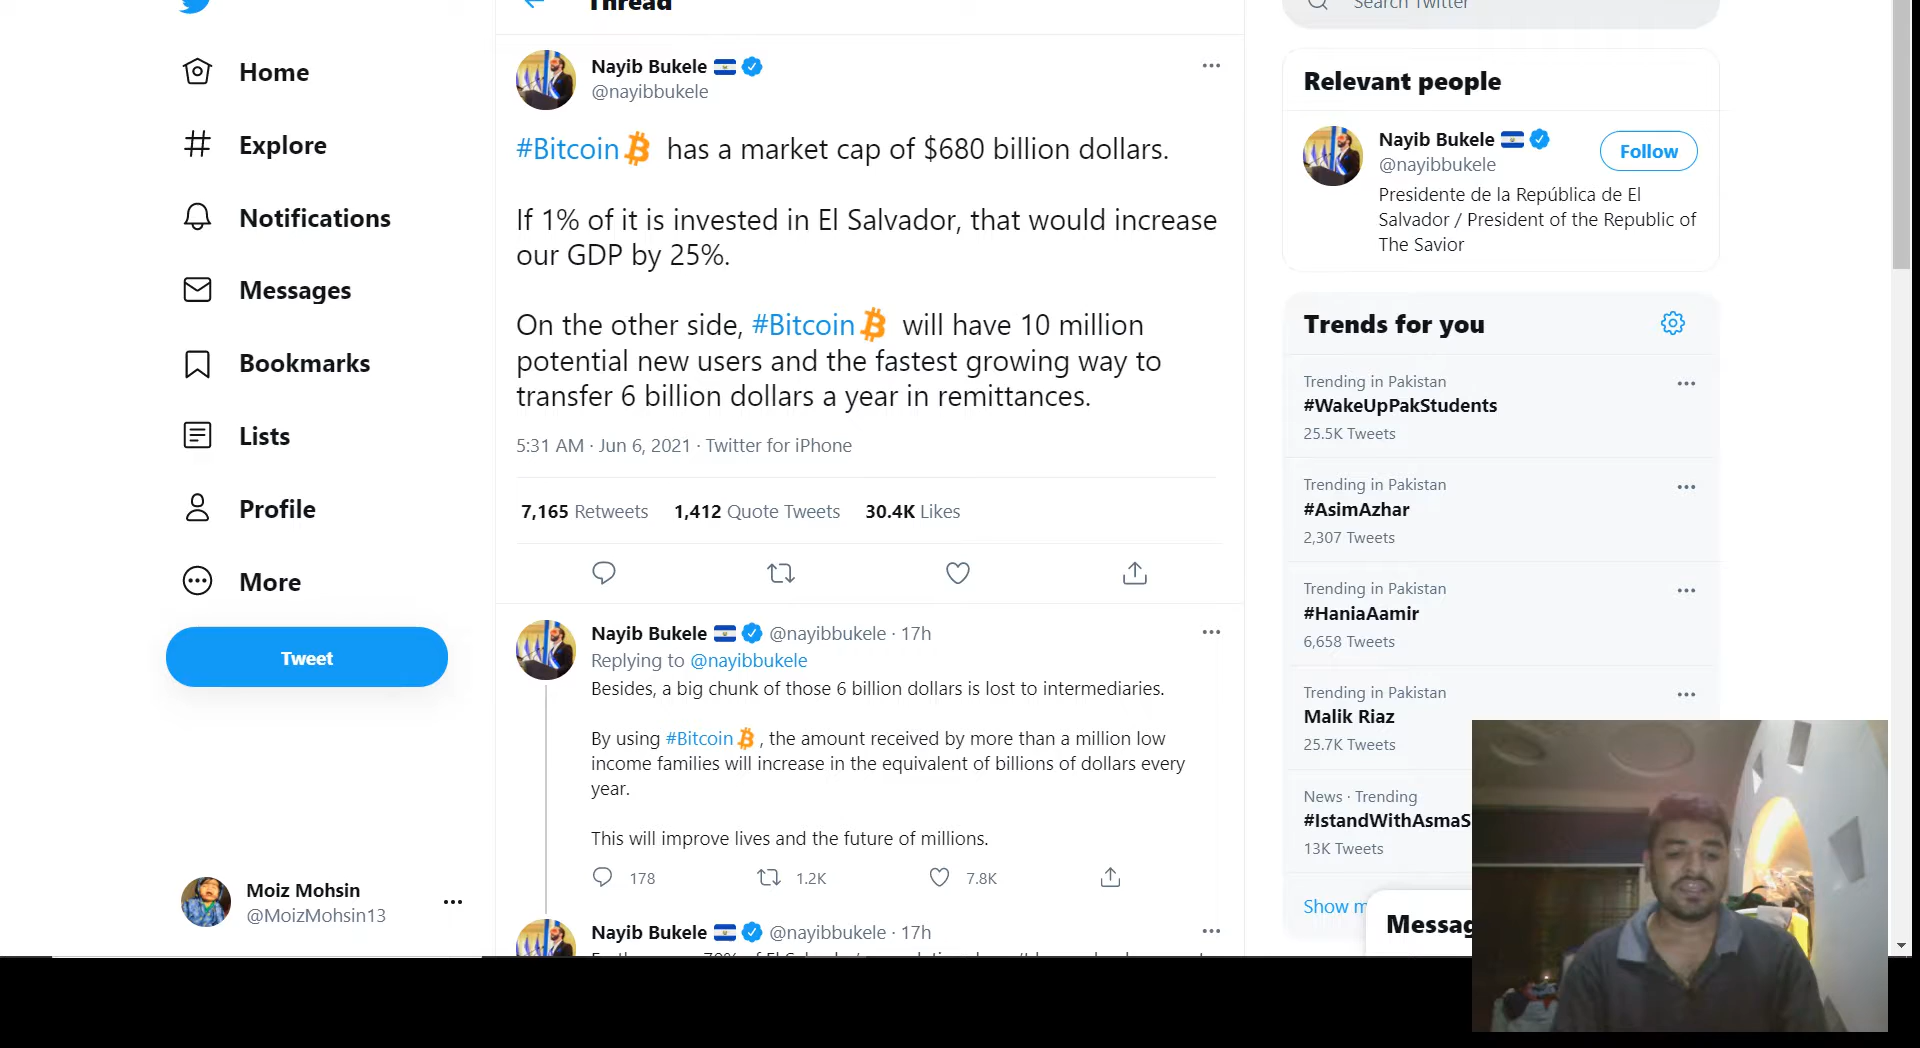 Thread
Search Twitter
Home
Explore
Notifications
Messages
Bookmarks
Lists
Profile
More
Tweet
Moiz Mohsin
@MoizMohsin13
Nayib Bukele
@nayibbukele
#Bitcoin has a market cap of $680 billion dollars.
If 1% of it is invested in El Salvador, that would increase
our GDP by 25%.
On the other side, #Bitcoin will have 10 million
potential new users and the fastest growing way to
transfer 6 billion dollars a year in remittances.
5:31 AM · Jun 6, 2021 · Twitter for iPhone
7,165 Retweets 1,412 Quote Tweets 30.4K Likes
Nayib Bukele @nayibbukele · 17h
Replying to @nayibbukele
Besides, a big chunk of those 6 billion dollars is lost to intermediaries.
By using #Bitcoin , the amount received by more than a million low
income families will increase in the equivalent of billions of dollars every
year.
This will improve lives and the future of millions.
178 1.2K 7.8K
Nayib Bukele @nayibbukele · 17h
Relevant people
Nayib Bukele
@nayibbukele
Follow
Presidente de la República de El
Salvador / President of the Republic of
The Savior
Trends for you
Trending in Pakistan
#WakeUpPakStudents
25.5K Tweets
Trending in Pakistan
#AsimAzhar
2,307 Tweets
Trending in Pakistan
#HaniaAamir
6,658 Tweets
Trending in Pakistan
Malik Riaz
25.7K Tweets
News · Trending
#IstandWithAsmaS
13K Tweets
Show m
Messag